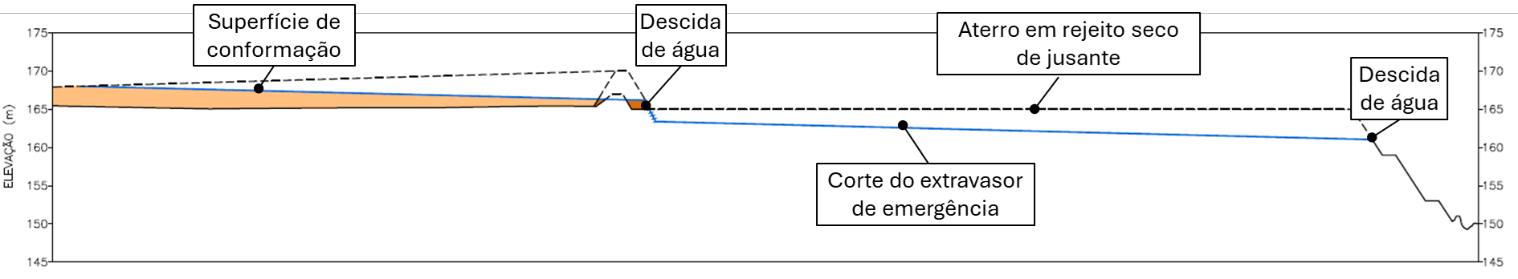 Superfície de
conformação
Descida
de água
Aterro em rejeito seco
de jusante
Descida
de água
Corte do extravasor
de emergência
ELEVAÇÃO (m)
175
170
165
160
155
150
145
175
170
165
160
155
150
145